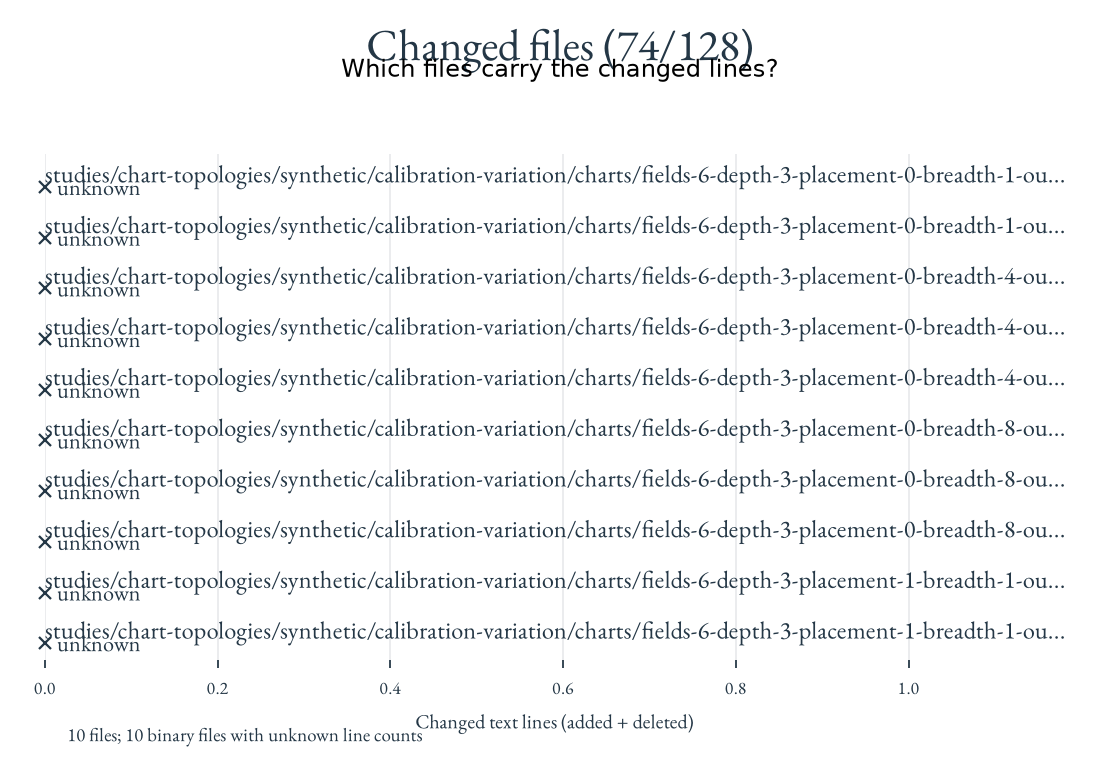 Changed files (74/128)
Which files carry the changed lines?
studies/chart-topologies/synthetic/calibration-variation/charts/fields-6-depth-3-placement-0-breadth-1-ou...
unknown
studies/chart-topologies/synthetic/calibration-variation/charts/fields-6-depth-3-placement-0-breadth-1-ou...
unknown
studies/chart-topologies/synthetic/calibration-variation/charts/fields-6-depth-3-placement-0-breadth-4-ou...
unknown
studies/chart-topologies/synthetic/calibration-variation/charts/fields-6-depth-3-placement-0-breadth-4-ou...
unknown
studies/chart-topologies/synthetic/calibration-variation/charts/fields-6-depth-3-placement-0-breadth-4-ou...
unknown
studies/chart-topologies/synthetic/calibration-variation/charts/fields-6-depth-3-placement-0-breadth-8-ou...
unknown
studies/chart-topologies/synthetic/calibration-variation/charts/fields-6-depth-3-placement-0-breadth-8-ou...
unknown
studies/chart-topologies/synthetic/calibration-variation/charts/fields-6-depth-3-placement-0-breadth-8-ou...
unknown
studies/chart-topologies/synthetic/calibration-variation/charts/fields-6-depth-3-placement-1-breadth-1-ou...
unknown
studies/chart-topologies/synthetic/calibration-variation/charts/fields-6-depth-3-placement-1-breadth-1-ou...
unknown
0.0 0.2 0.4 0.6 0.8 1.0
Changed text lines (added + deleted)
10 files; 10 binary files with unknown line counts